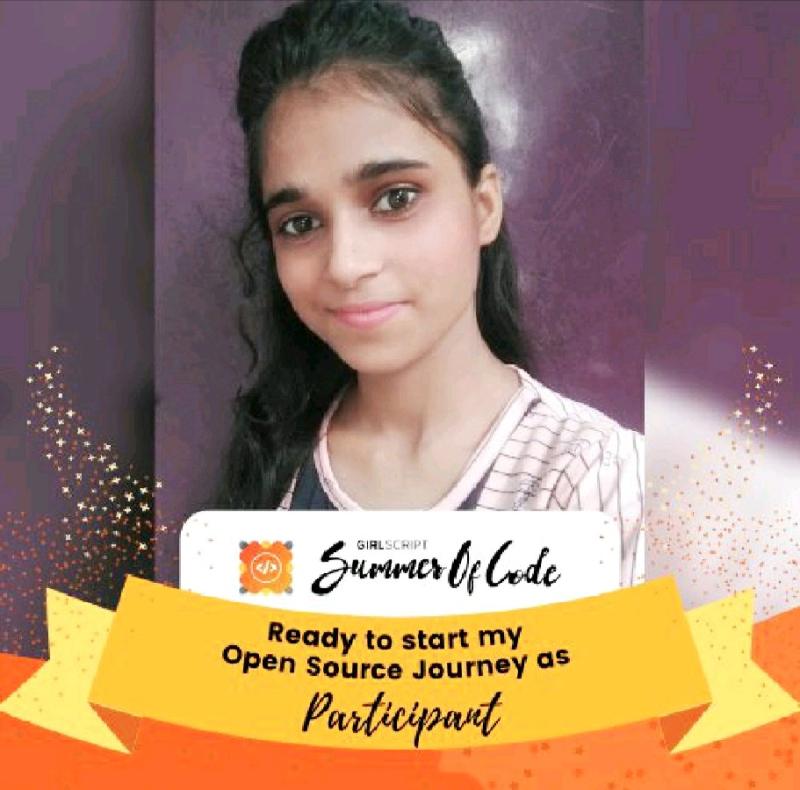 </>
GIRLSCRIPT
Summer Of Code
Ready to start my
Open Source Journey as
Participant